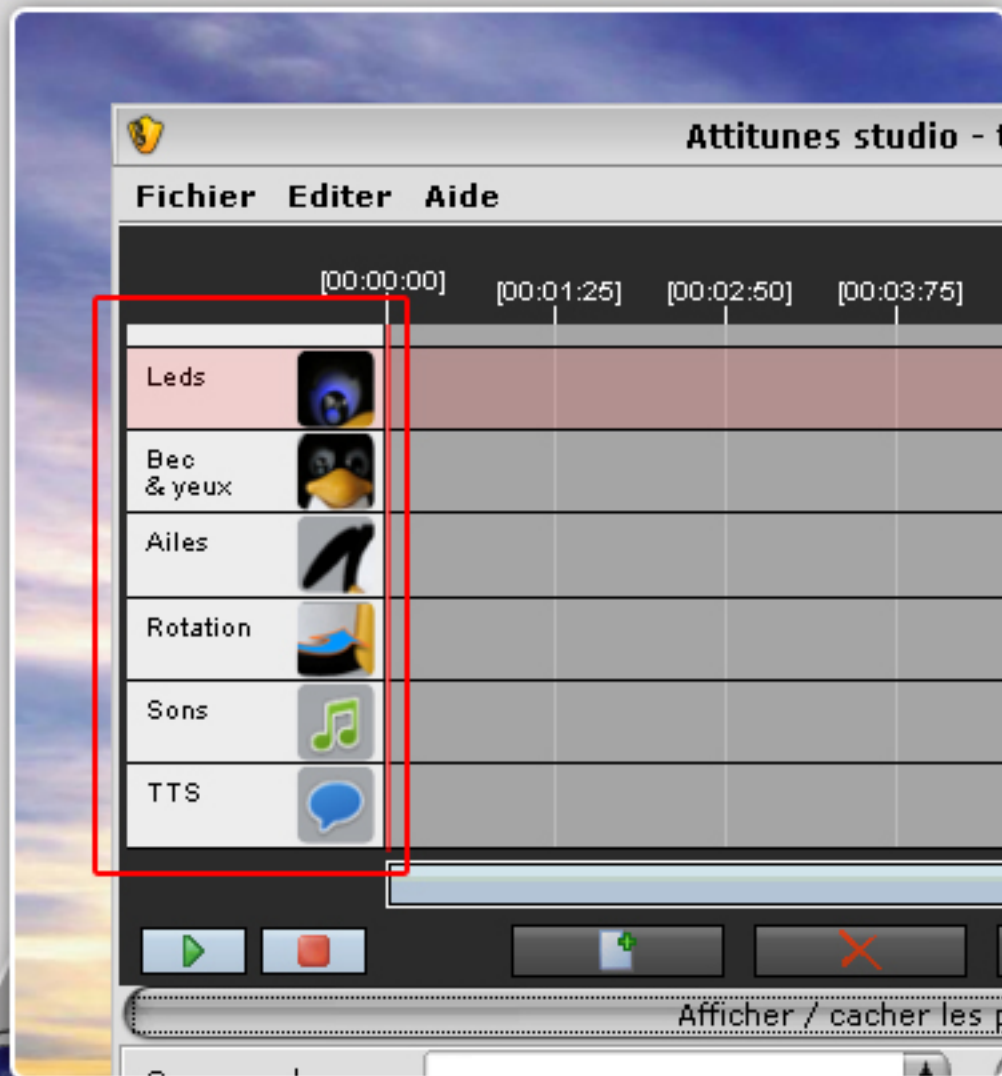 Attitunes studio -
Fichier Editer Aide
[00:00:00] [00:01:25] [00:02:50] [00:03:75]
Leds
Bec
& yeux
Ailes
Rotation
Sons
TTS
Afficher / cacher les